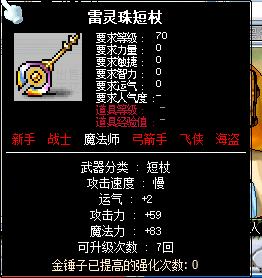 雷灵珠短杖
要求等级： 70
要求力量： 0
要求敏捷： 0
要求智力： 0
要求运气： 0
要求人气度： -
道具等级： -
道具经验值： -
新手 战士 魔法师 弓箭手 飞侠 海盗
武器分类 : 短杖
攻击速度 : 慢
运气 : +2
攻击力 : +59
魔法力 : +83
可升级次数 : 7回
金锤子已提高的强化次数: 0